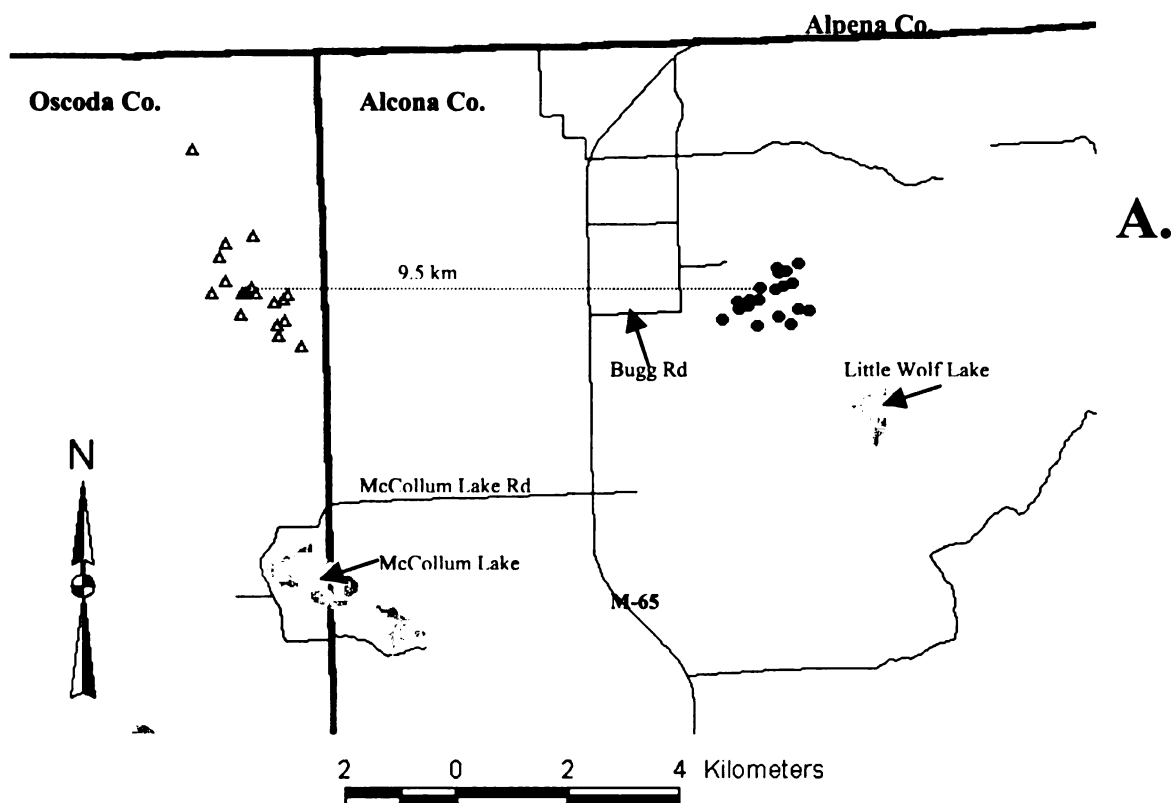 Alpena Co.
Oscoda Co.
Alcona Co.
A.
9.5 km
Bugg Rd
Little Wolf Lake
N
McCollum Lake Rd
McCollum Lake
M-65
2 0 2 4 Kilometers